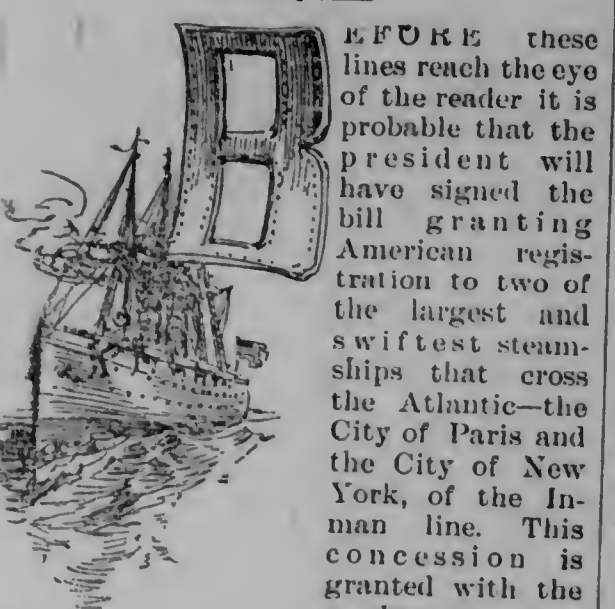 BEFORE these
lines reach the eye
of the reader it is
probable that the
president will
have signed the
bill granting
American regis-
tration to two of
the largest and
swiftest steam-
ships that cross
the Atlantic—the
City of Paris and
the City of New
York, of the In-
man line. This
concession is
granted with the